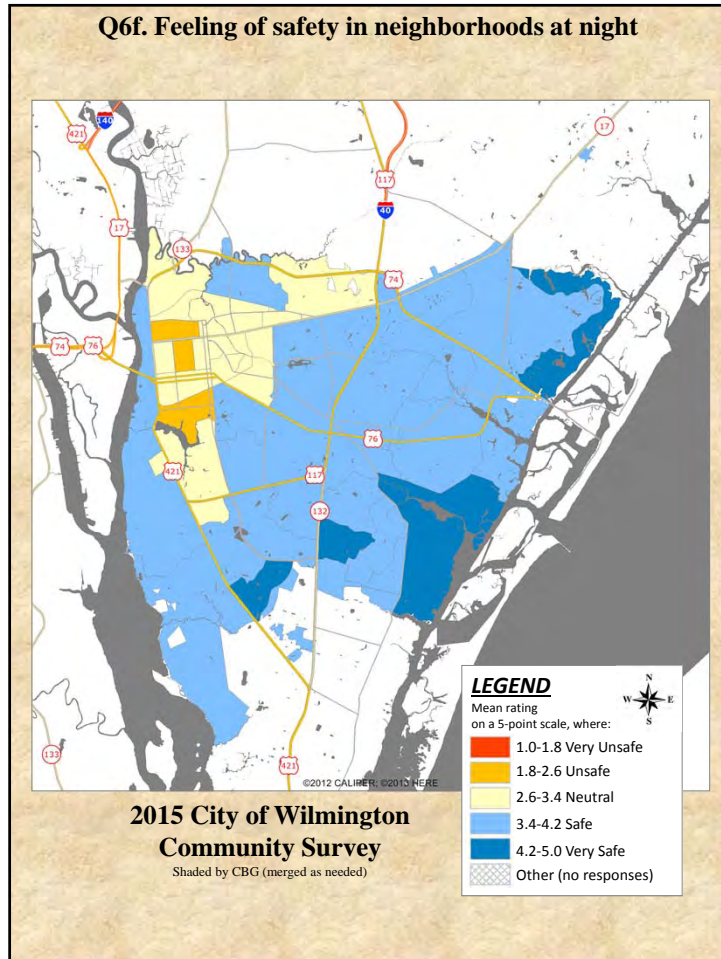 Q6f. Feeling of safety in neighborhoods at night
140
421
17
117
17
40
133
74
74
76
76
421
117
132
133
421
LEGEND
Mean rating
on a 5-point scale, where:
1.0-1.8 Very Unsafe
1.8-2.6 Unsafe
2.6-3.4 Neutral
3.4-4.2 Safe
4.2-5.0 Very Safe
Other (no responses)
N
W E
S
©2012 CALIPER; ©2013 HERE
2015 City of Wilmington
Community Survey
Shaded by CBG (merged as needed)